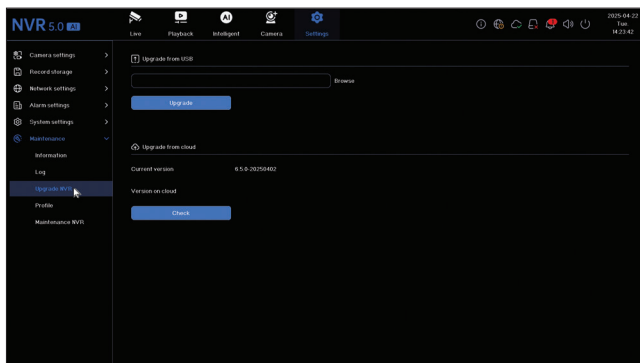 NVR 5.0 AI
AI
Live Playback Intelligent Camera Settings
2025-04-22
Tue.
14:23:42
Camera settings
Record storage
Network settings
Alarm settings
System settings
Maintenance
Information
Log
Upgrade NVR
Profile
Maintenance NVR
Upgrade from USB
Browse
Upgrade
Upgrade from cloud
Current version 6.5.0-20250402
Version on cloud
Check